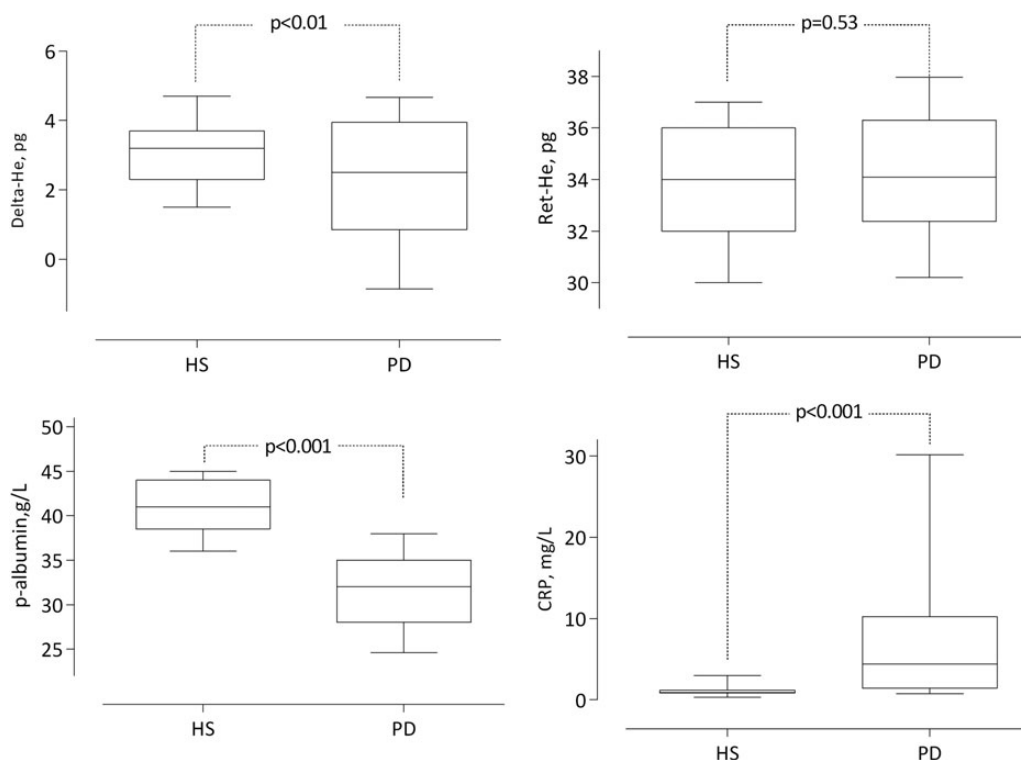 p<0.01
Delta-He, pg
6
4
2
0
HS PD
p=0.53
Ret-He, pg
38
36
34
32
30
HS PD
p<0.001
p-albumin,g/L
50
45
40
35
30
25
HS PD
p<0.001
CRP, mg/L
30
20
10
0
HS PD